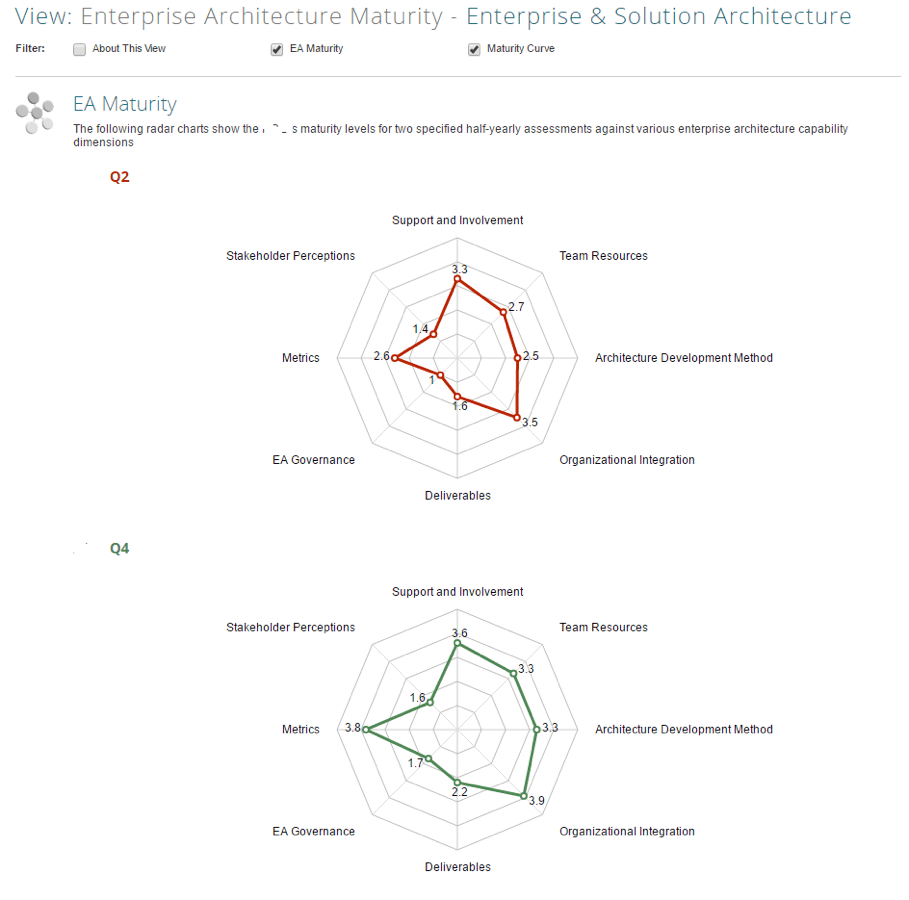 View: Enterprise Architecture Maturity - Enterprise & Solution Architecture
Filter: About This View EA Maturity Maturity Curve
EA Maturity
The following radar charts show the s maturity levels for two specified half-yearly assessments against various enterprise architecture capability
dimensions
Q2
Support and Involvement
Stakeholder Perceptions Team Resources
3.3
2.7
1.4
Metrics 2.6 2.5 Architecture Development Method
1
1.6
3.5
EA Governance Organizational Integration
Deliverables
Q4
Support and Involvement
Stakeholder Perceptions Team Resources
3.6
3.3
1.6
Metrics 3.8 3.3 Architecture Development Method
1.7
2.2
3.9
EA Governance Organizational Integration
Deliverables